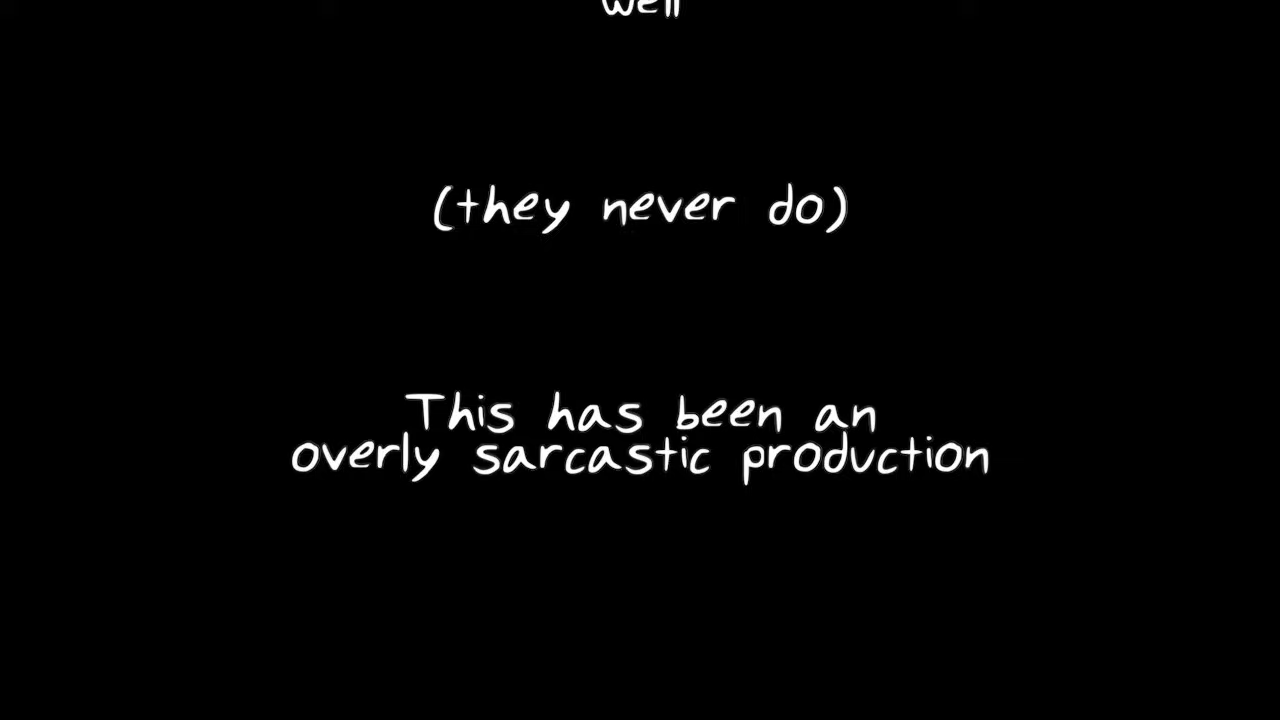 well
(they never do)
This has been an
overly sarcastic production